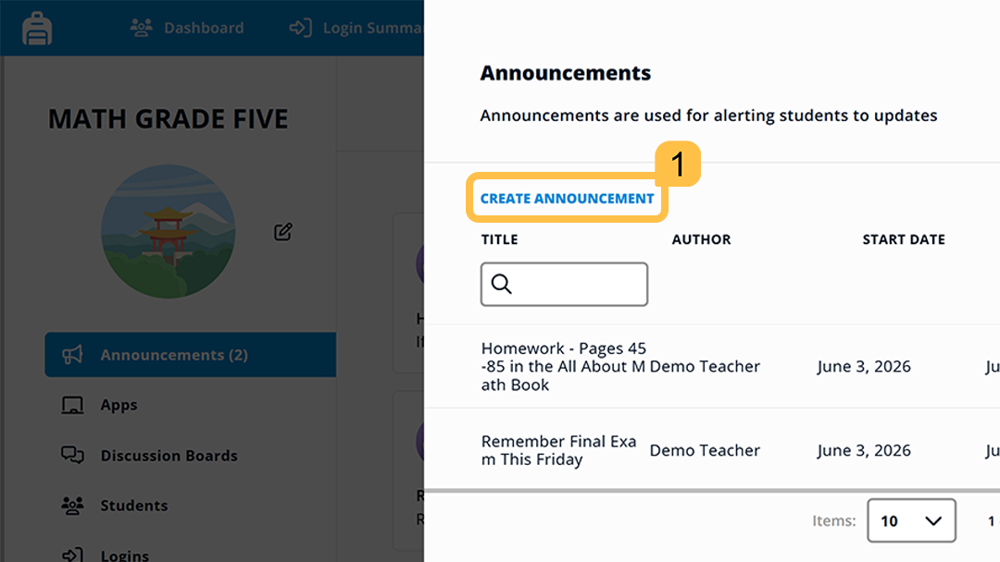 Dashboard
Login Summa
MATH GRADE FIVE
Announcements (2)
Apps
Discussion Boards
Students
Logins
Announcements
Announcements are used for alerting students to updates
1
CREATE ANNOUNCEMENT
TITLE AUTHOR START DATE
Homework - Pages 45
-85 in the All About M Demo Teacher June 3, 2026 Ju
ath Book
Remember Final Exa
m This Friday Demo Teacher June 3, 2026 Ju
Items: 10 1